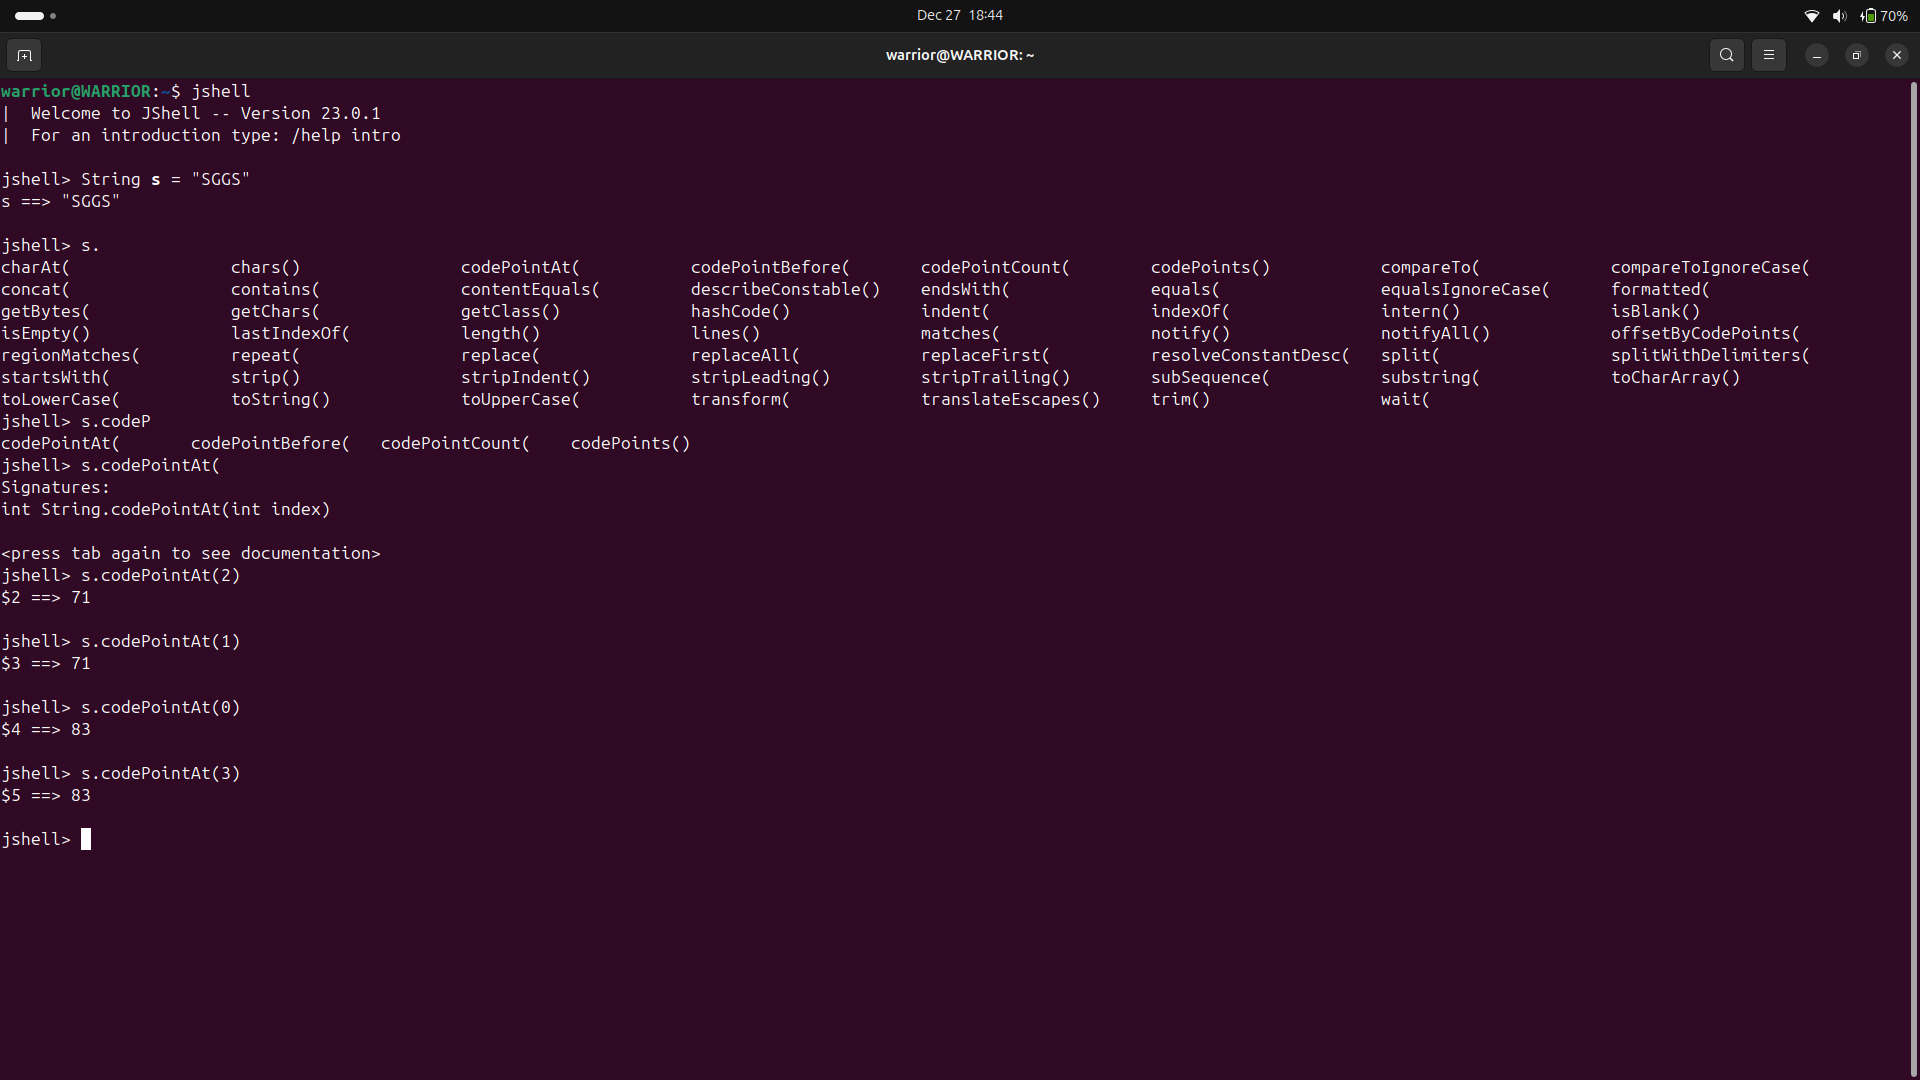 Dec 27 18:44
70%
warrior@WARRIOR: ~
warrior@WARRIOR:~$ jshell
| Welcome to JShell -- Version 23.0.1
| For an introduction type: /help intro
jshell> String s = "SGGS"
s ==> "SGGS"
jshell> s.
charAt( chars() codePointAt( codePointBefore( codePointCount( codePoints() compareTo( compareToIgnoreCase(
concat( contains( contentEquals( describeConstable() endsWith( equals( equalsIgnoreCase( formatted(
getBytes( getChars( getClass() hashCode() indent( indexOf( intern() isBlank()
isEmpty() lastIndexOf( length() lines() matches( notify() notifyAll() offsetByCodePoints(
regionMatches( repeat( replace( replaceAll( replaceFirst( resolveConstantDesc( split( splitWithDelimiters(
startsWith( strip() stripIndent() stripLeading() stripTrailing() subSequence( substring( toCharArray()
toLowerCase( toString() toUpperCase( transform( translateEscapes() trim() wait(
jshell> s.codeP
codePointAt( codePointBefore( codePointCount( codePoints()
jshell> s.codePointAt(
Signatures:
int String.codePointAt(int index)
<press tab again to see documentation>
jshell> s.codePointAt(2)
$2 ==> 71
jshell> s.codePointAt(1)
$3 ==> 71
jshell> s.codePointAt(0)
$4 ==> 83
jshell> s.codePointAt(3)
$5 ==> 83
jshell>